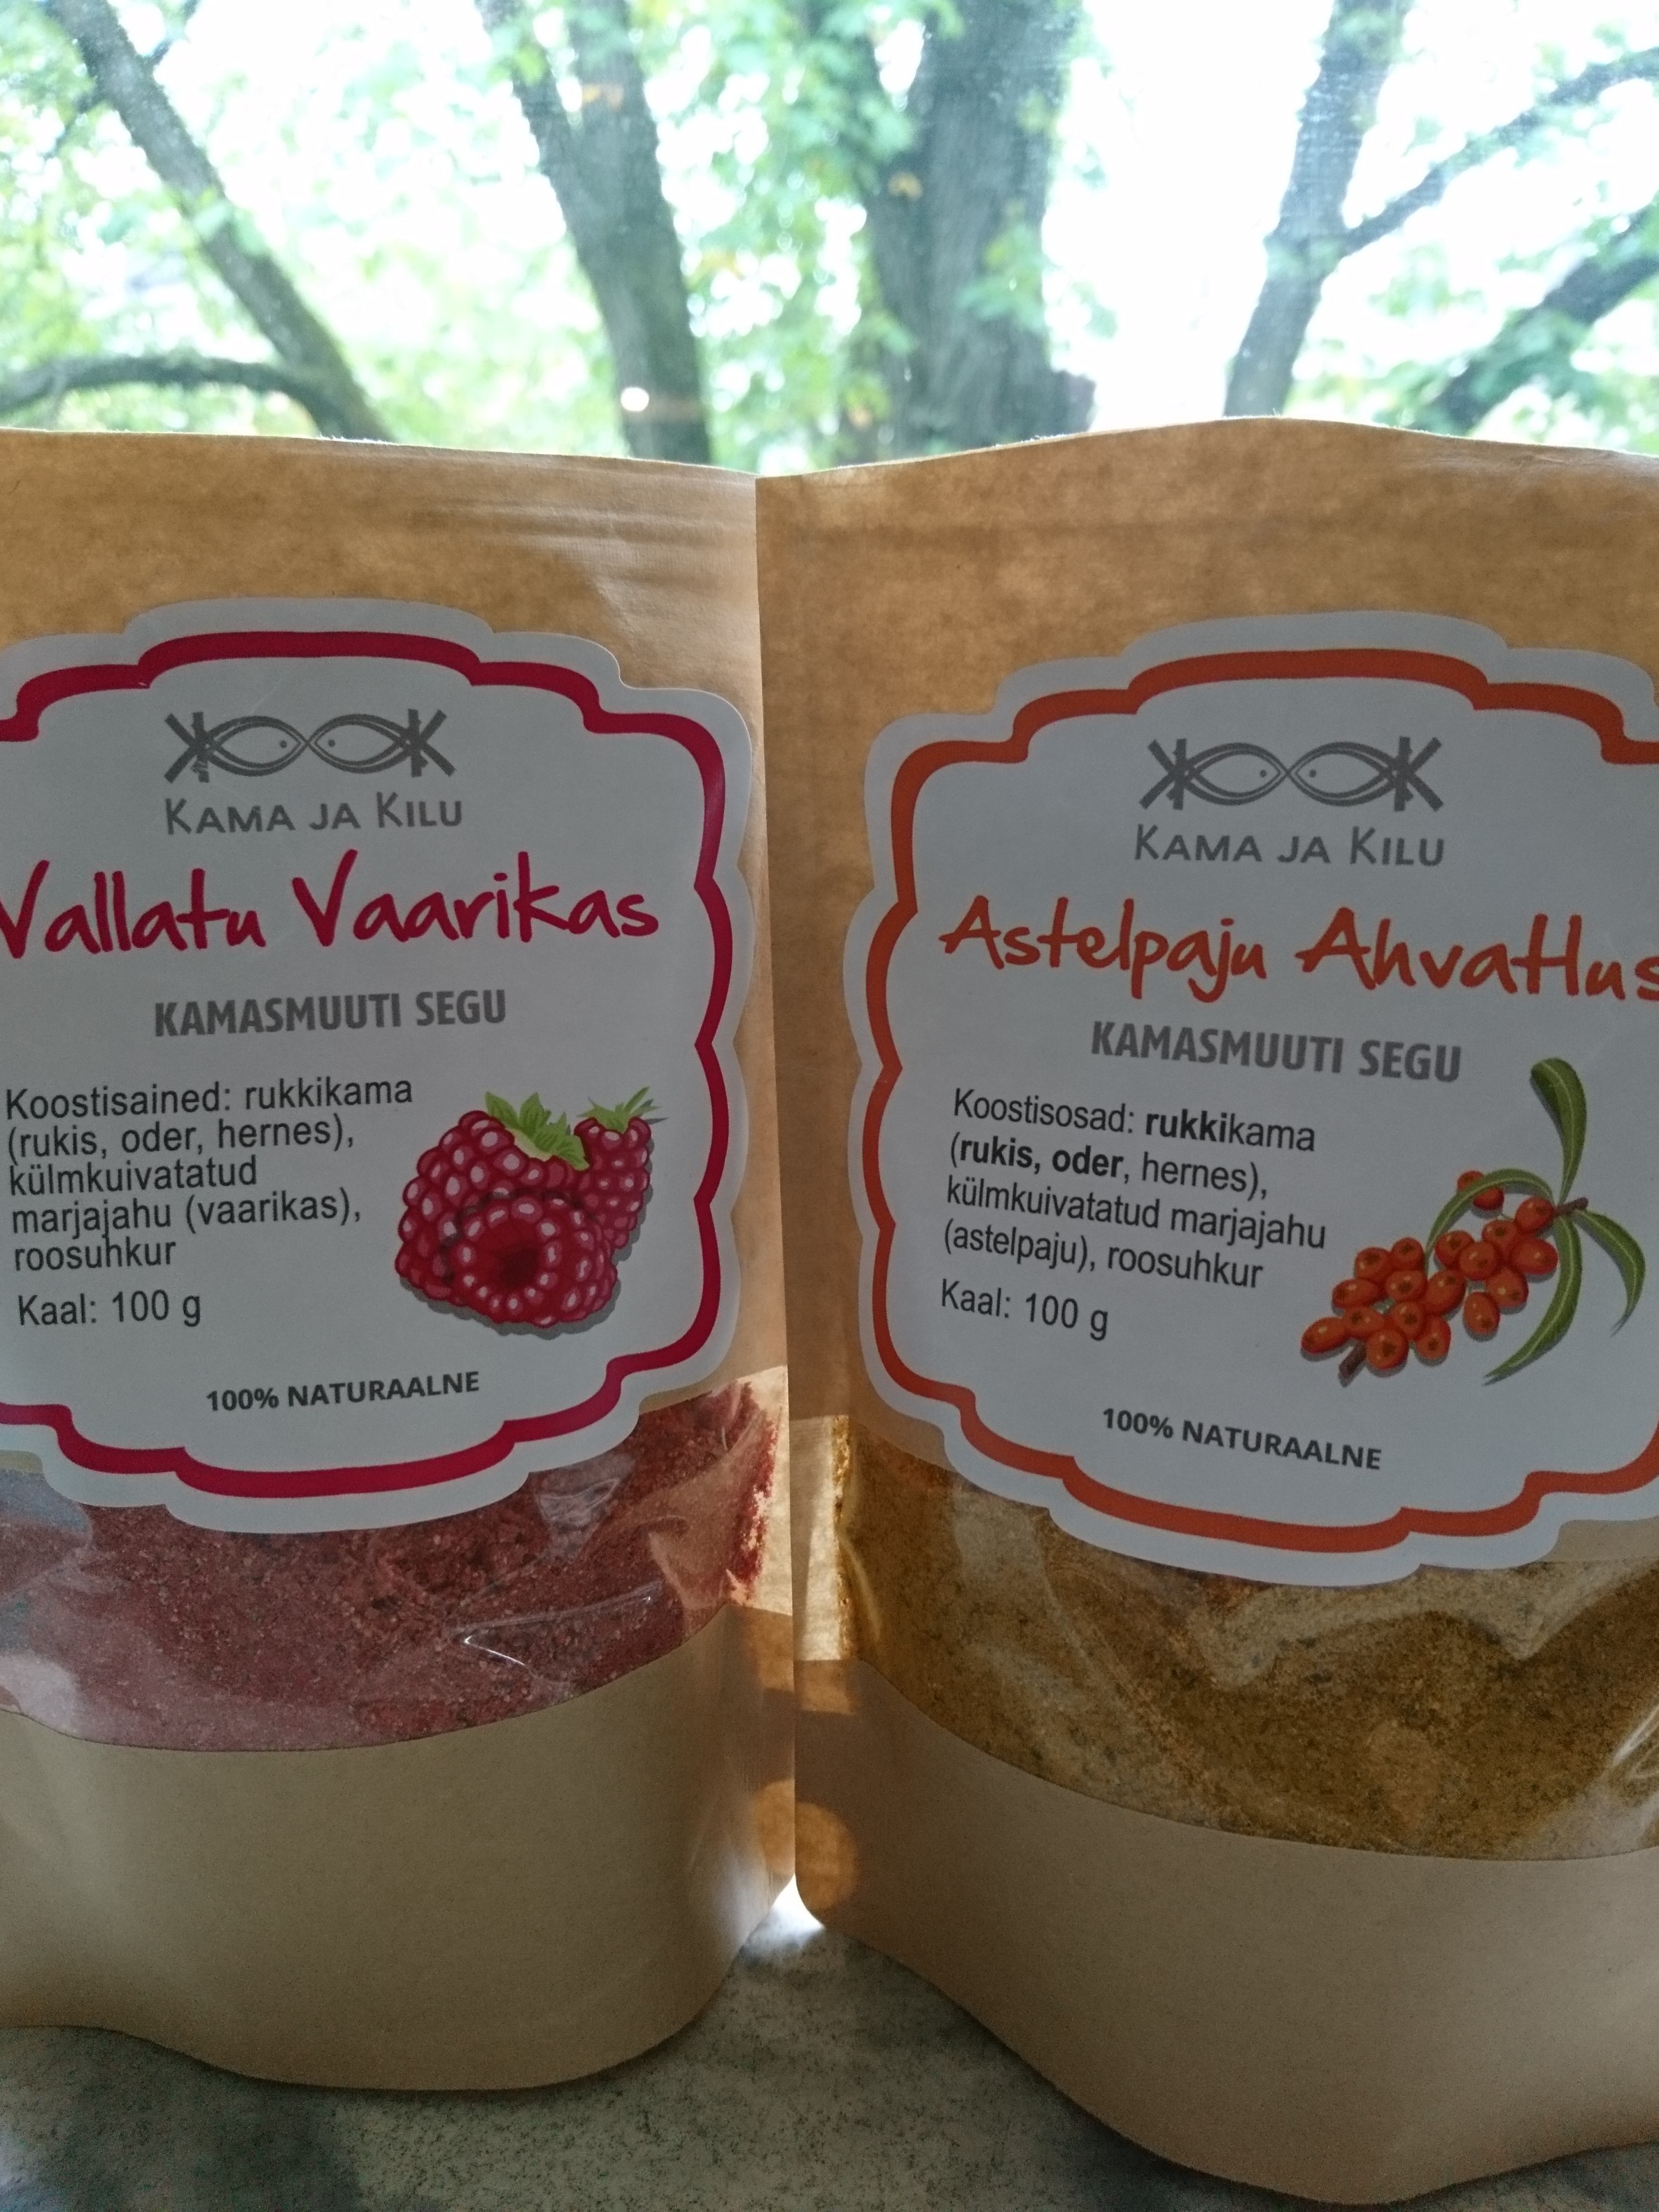 KAMA JA KILU
Vallatu Vaarikas
KAMASMUUTI SEGU
Koostisained: rukkikama
(rukis, oder, hernes),
külmkuivatatud
marjajahu (vaarikas),
roosuhkur
Kaal: 100 g
100% NATURAALNE
KAMA JA KILU
Astelpaju Ahvatlus
KAMASMUUTI SEGU
Koostisosad: rukkikama
(rukis, oder, hernes),
külmkuivatatud marjajahu
(astelpaju), roosuhkur
Kaal: 100 g
100% NATURAALNE